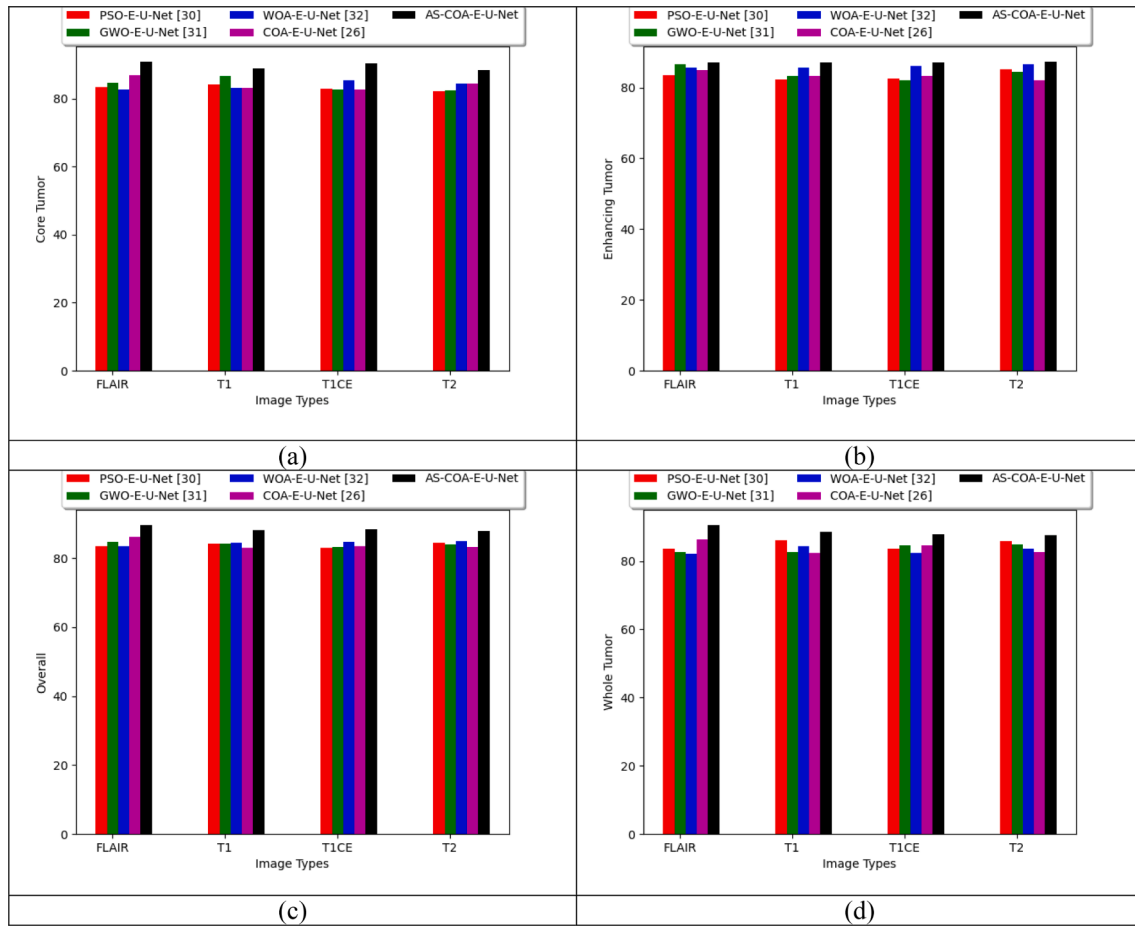 PSO-E-U-Net [30] WOA-E-U-Net [32] AS-COA-E-U-Net
GWO-E-U-Net [31] COA-E-U-Net [26]
80
60
40
20
0
Core Tumor
FLAIR T1 T1CE T2
Image Types
(a)
PSO-E-U-Net [30] WOA-E-U-Net [32] AS-COA-E-U-Net
GWO-E-U-Net [31] COA-E-U-Net [26]
80
60
40
20
0
Enhancing Tumor
FLAIR T1 T1CE T2
Image Types
(b)
PSO-E-U-Net [30] WOA-E-U-Net [32] AS-COA-E-U-Net
GWO-E-U-Net [31] COA-E-U-Net [26]
80
60
40
20
0
Overall
FLAIR T1 T1CE T2
Image Types
(c)
PSO-E-U-Net [30] WOA-E-U-Net [32] AS-COA-E-U-Net
GWO-E-U-Net [31] COA-E-U-Net [26]
80
60
40
20
0
Whole Tumor
FLAIR T1 T1CE T2
Image Types
(d)